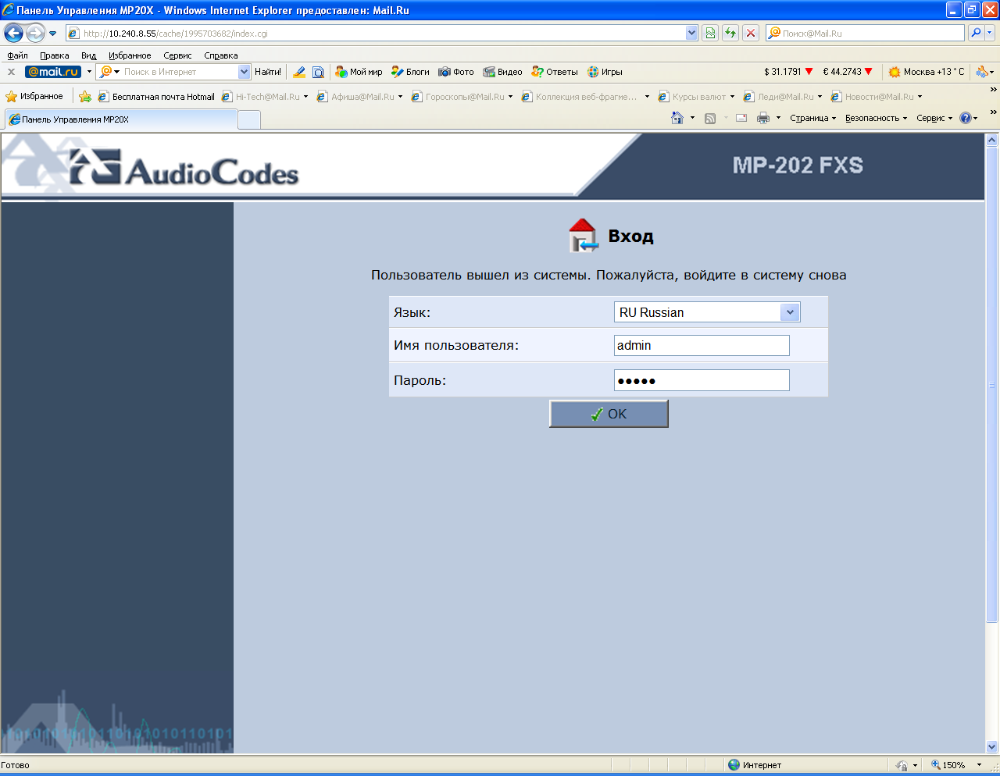 Панель Управления MP20X - Windows Internet Explorer предоставлен: Mail.Ru
http://10.240.8.55/cache/1995703682/index.cgi
Поиск@Mail.Ru
Файл Правка Вид Избранное Сервис Справка
@mail.ru Поиск в Интернет Найти! Мой мир Блоги Фото Видео Ответы Игры $ 31.1791 € 44.2743 Москва +13 ° C
Избранное Бесплатная почта Hotmail Hi-Tech@Mail.Ru Афиша@Mail.Ru Гороскопы@Mail.Ru Коллекция веб-фрагме... Курсы валют Леди@Mail.Ru Новости@Mail.Ru
Панель Управления MP20X Страница Безопасность Сервис
AudioCodes
MP-202 FXS
Вход
Пользователь вышел из системы. Пожалуйста, войдите в систему снова
Язык: RU Russian
Имя пользователя: admin
Пароль: ●●●●●
OK
Готово Интернет 150%